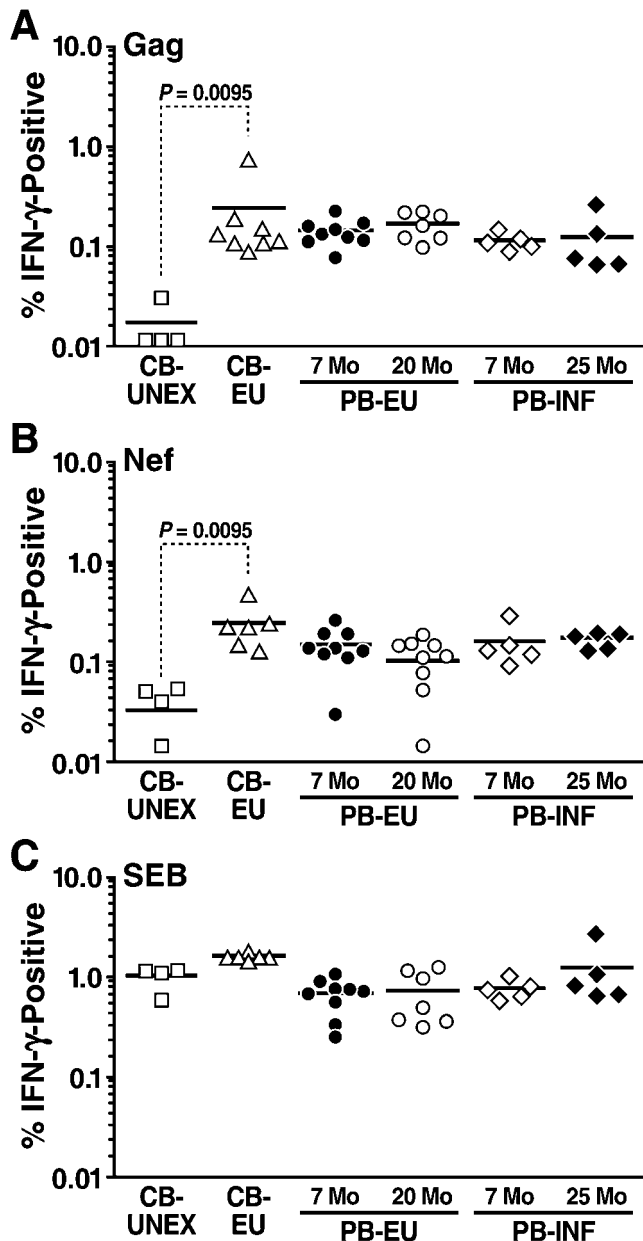 A
Gag
10.0
P = 0.0095
1.0
0.1
0.01
% IFN-γ-Positive
CB-UNEX
CB-EU
7 Mo
20 Mo
7 Mo
25 Mo
PB-EU
PB-INF
B
Nef
10.0
P = 0.0095
1.0
0.1
0.01
% IFN-γ-Positive
CB-UNEX
CB-EU
7 Mo
20 Mo
7 Mo
25 Mo
PB-EU
PB-INF
C
SEB
10.0
1.0
0.1
0.01
% IFN-γ-Positive
CB-UNEX
CB-EU
7 Mo
20 Mo
7 Mo
25 Mo
PB-EU
PB-INF